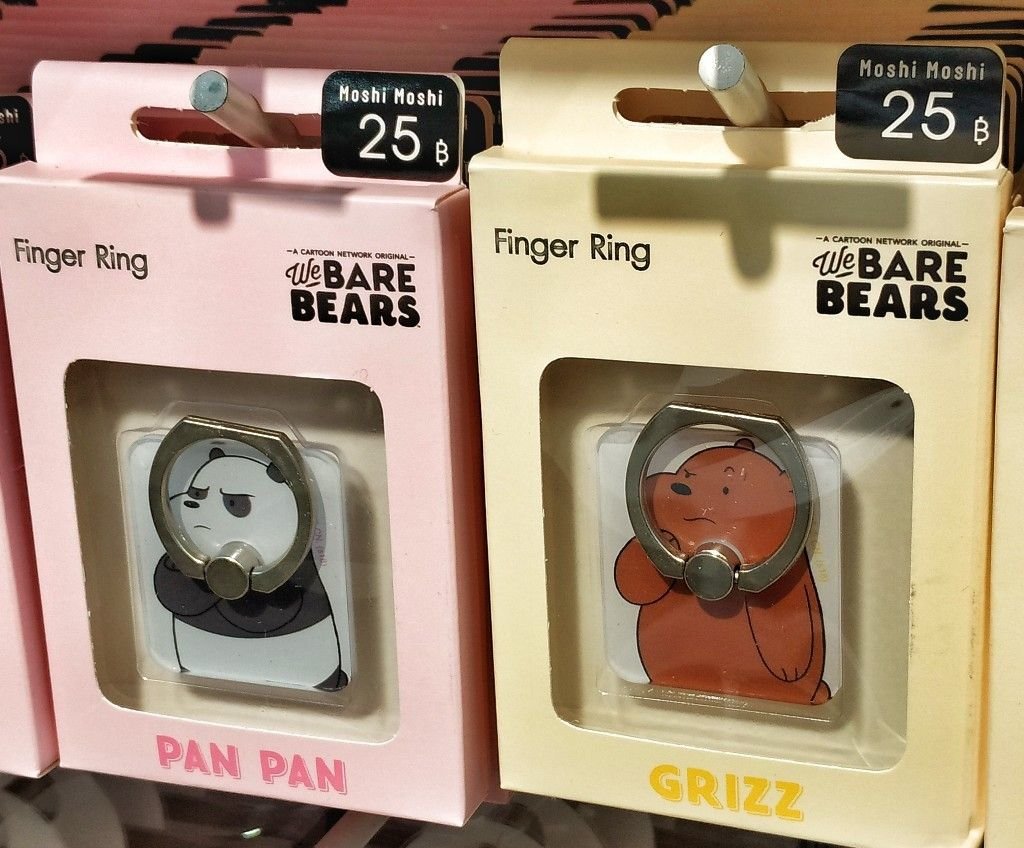 Moshi Moshi
25 ฿
Finger Ring
–A CARTOON NETWORK ORIGINAL–
We BARE
BEARS
PAN PAN
Moshi Moshi
25 ฿
Finger Ring
–A CARTOON NETWORK ORIGINAL–
We BARE
BEARS
GRIZZ